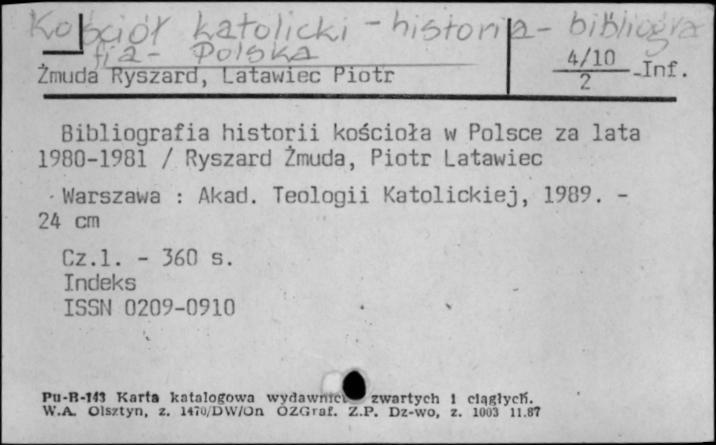 Kościół katolicki - historia - bibliogra
fia - Polska
Żmuda Ryszard, Latawiec Piotr
4/10
2
-Inf.
Bibliografia historii kościoła w Polsce za lata
1980-1981 / Ryszard Żmuda, Piotr Latawiec
Warszawa : Akad. Teologii Katolickiej, 1989. -
24 cm
Cz.1. - 360 s.
Indeks
ISSN 0209-0910
Pu-R-143 Karta katalogowa zwartych i ciągłych.
W.A. Olsztyn, z. 1470/DW/On OZGraf. Z.P. Dz-wo, z. 1003 11.87